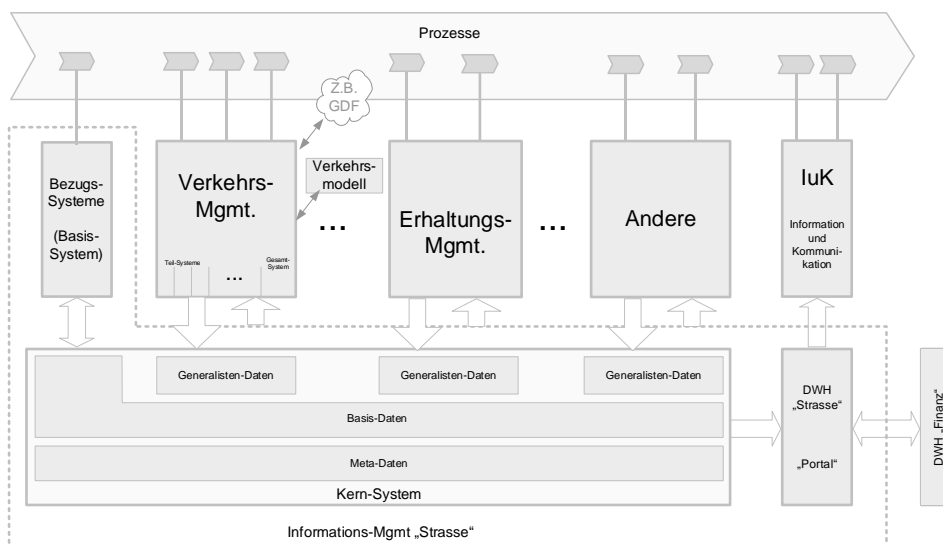 Prozesse
Z.B.
GDF
Bezugs-
Systeme
(Basis-
System)
Verkehrs-
Mgmt.
Teil-Systeme
...
Gesamt-
System
Verkehrs-
modell
...
Erhaltungs-
Mgmt.
...
Andere
IuK
Information
und
Kommuni-
kation
Generalisten-Daten
Generalisten-Daten
Generalisten-Daten
Basis-Daten
Meta-Daten
Kern-System
DWH
„Strasse“
„Portal“
DWH „Finanz“
Informations-Mgmt „Strasse“